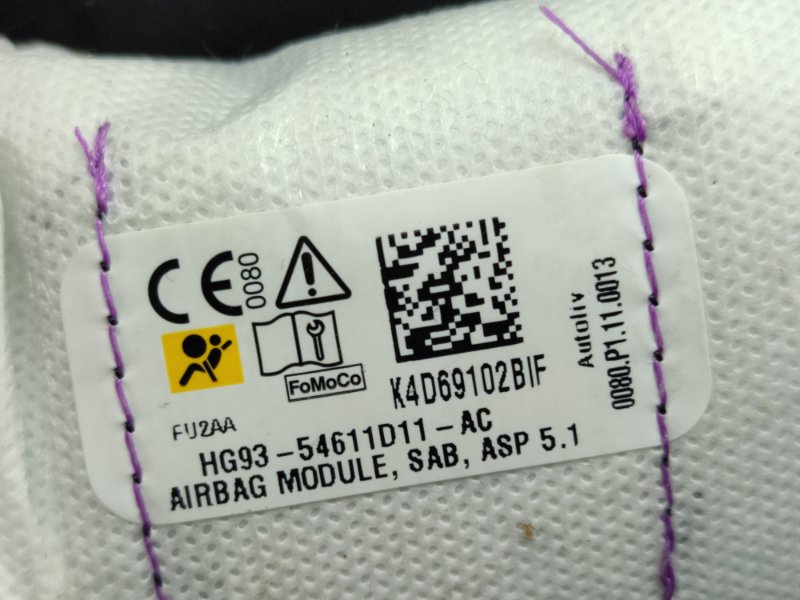 CE 0080
FoMoCo
K4D69102BIF
Autoliv
0080.P1.11.0013
FU2AA
HG93-54611D11-AC
AIRBAG MODULE, SAB, ASP 5.1